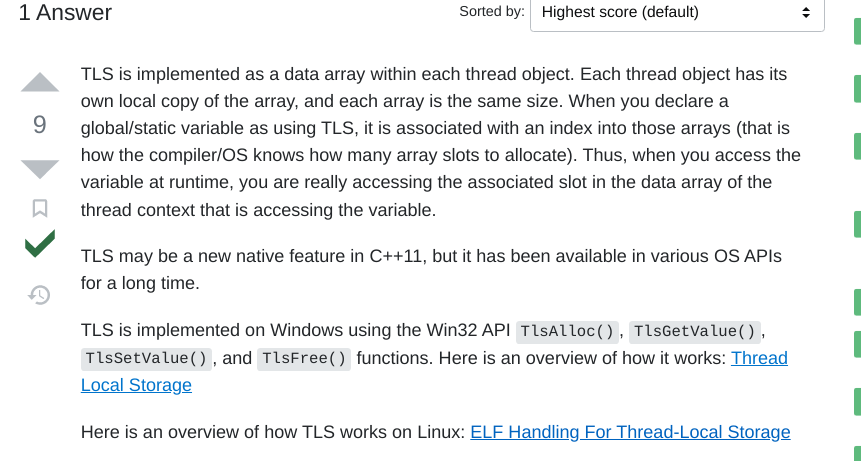 1 Answer
Sorted by:
Highest score (default)
TLS is implemented as a data array within each thread object. Each thread object has its
own local copy of the array, and each array is the same size. When you declare a
9
global/static variable as using TLS, it is associated with an index into those arrays (that is
how the compiler/OS knows how many array slots to allocate). Thus, when you access the
variable at runtime, you are really accessing the associated slot in the data array of the
thread context that is accessing the variable.
TLS may be a new native feature in C++11, but it has been available in various OS APIs
for a long time.
TLS is implemented on Windows using the Win32 API TlsAlloc(), TlsGetValue(),
TlsSetValue(), and TlsFree() functions. Here is an overview of how it works: Thread
Local Storage
Here is an overview of how TLS works on Linux: ELF Handling For Thread-Local Storage